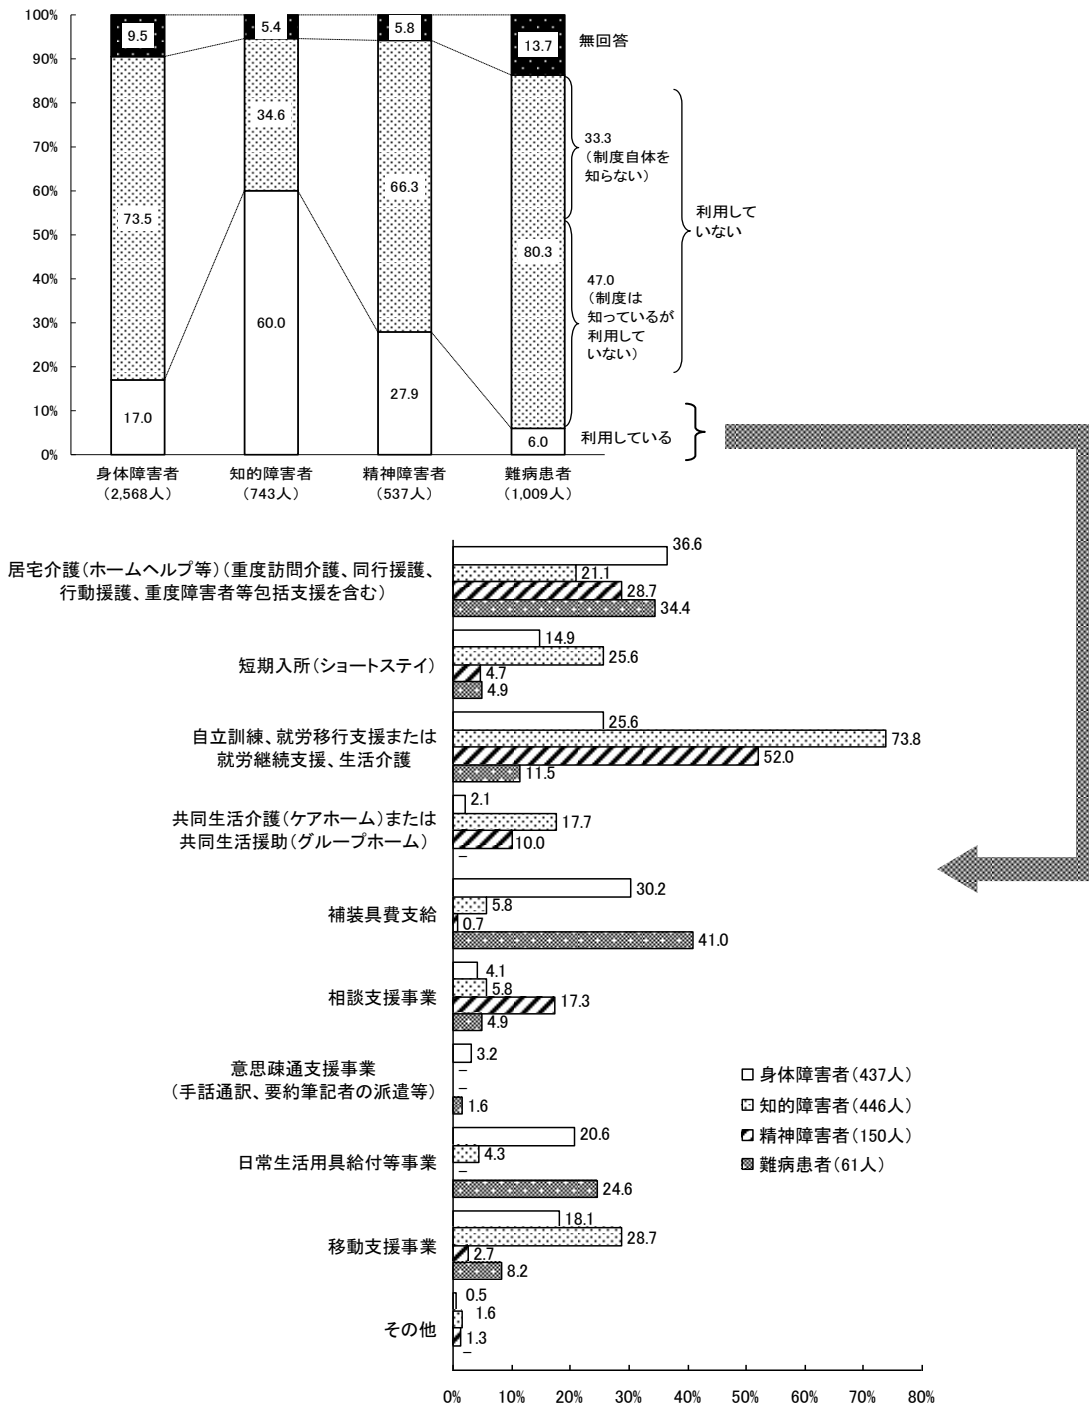 100%
90%
80%
70%
60%
50%
40%
30%
20%
10%
0%
9.5
73.5
17.0
5.4
34.6
60.0
5.8
66.3
27.9
13.7
80.3
6.0
無回答
33.3
(制度自体を
知らない)
47.0
(制度は
知っているが
利用して
いない)
利用して
いない
利用している
身体障害者
(2,568人)
知的障害者
(743人)
精神障害者
(537人)
難病患者
(1,009人)
居宅介護(ホームヘルプ等)(重度訪問介護、同行援護、
行動援護、重度障害者等包括支援を含む)
36.6
21.1
28.7
34.4
短期入所(ショートステイ)
14.9
25.6
4.7
4.9
自立訓練、就労移行支援または
就労継続支援、生活介護
25.6
73.8
52.0
11.5
共同生活介護(ケアホーム)または
共同生活援助(グループホーム)
2.1
17.7
10.0
–
補装具費支給
30.2
5.8
0.7
41.0
相談支援事業
4.1
5.8
17.3
4.9
意思疎通支援事業
(手話通訳、要約筆記者の派遣等)
3.2
–
–
1.6
日常生活用具給付等事業
20.6
4.3
–
24.6
移動支援事業
18.1
28.7
2.7
8.2
その他
0.5
1.6
1.3
–
身体障害者(437人)
知的障害者(446人)
精神障害者(150人)
難病患者(61人)
0% 10% 20% 30% 40% 50% 60% 70% 80%